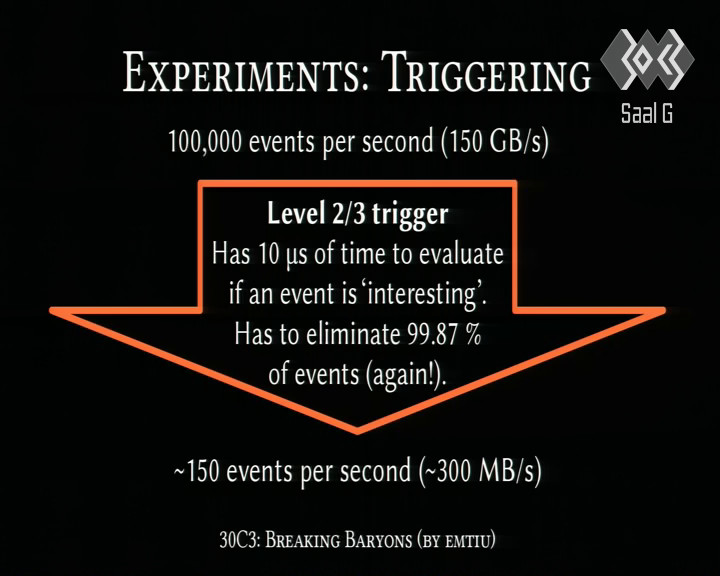 Experiments: Triggering
Saal G
100,000 events per second (150 GB/s)
Level 2/3 trigger
Has 10 µs of time to evaluate
if an event is ‘interesting’.
Has to eliminate 99.87 %
of events (again!).
~150 events per second (~300 MB/s)
30C3: Breaking Baryons (by emtiu)